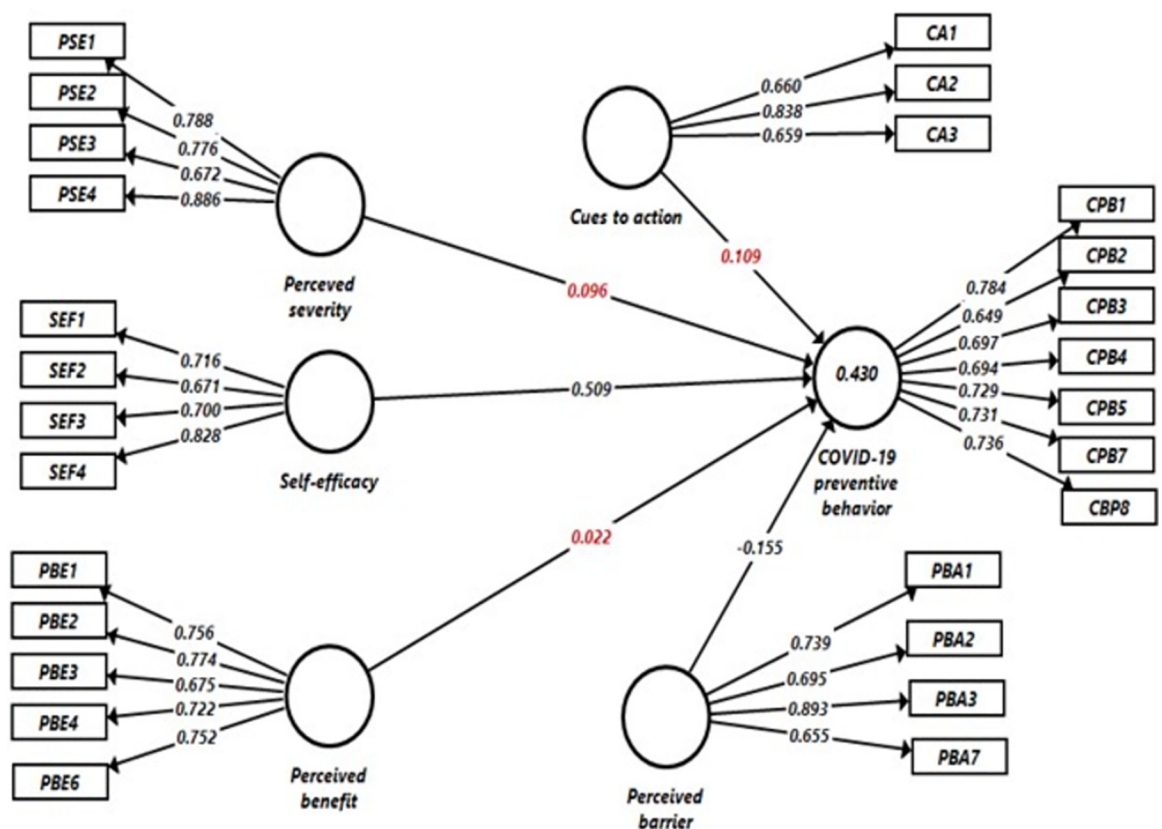 PSE1
PSE2
PSE3
PSE4
0.788
0.776
0.672
0.886
Perceved
severity
CA1
CA2
CA3
0.660
0.838
0.659
Cues to action
0.109
0.096
SEF1
SEF2
SEF3
SEF4
0.716
0.671
0.700
0.828
Self-efficacy
0.509
CPB1
CPB2
CPB3
CPB4
CPB5
CPB7
CBP8
0.784
0.649
0.697
0.694
0.729
0.731
0.736
0.430
COVID-19
preventive
behavior
PBE1
PBE2
PBE3
PBE4
PBE6
0.756
0.774
0.675
0.722
0.752
Perceived
benefit
0.022
-0.155
PBA1
PBA2
PBA3
PBA7
0.739
0.695
0.893
0.655
Perceived
barrier